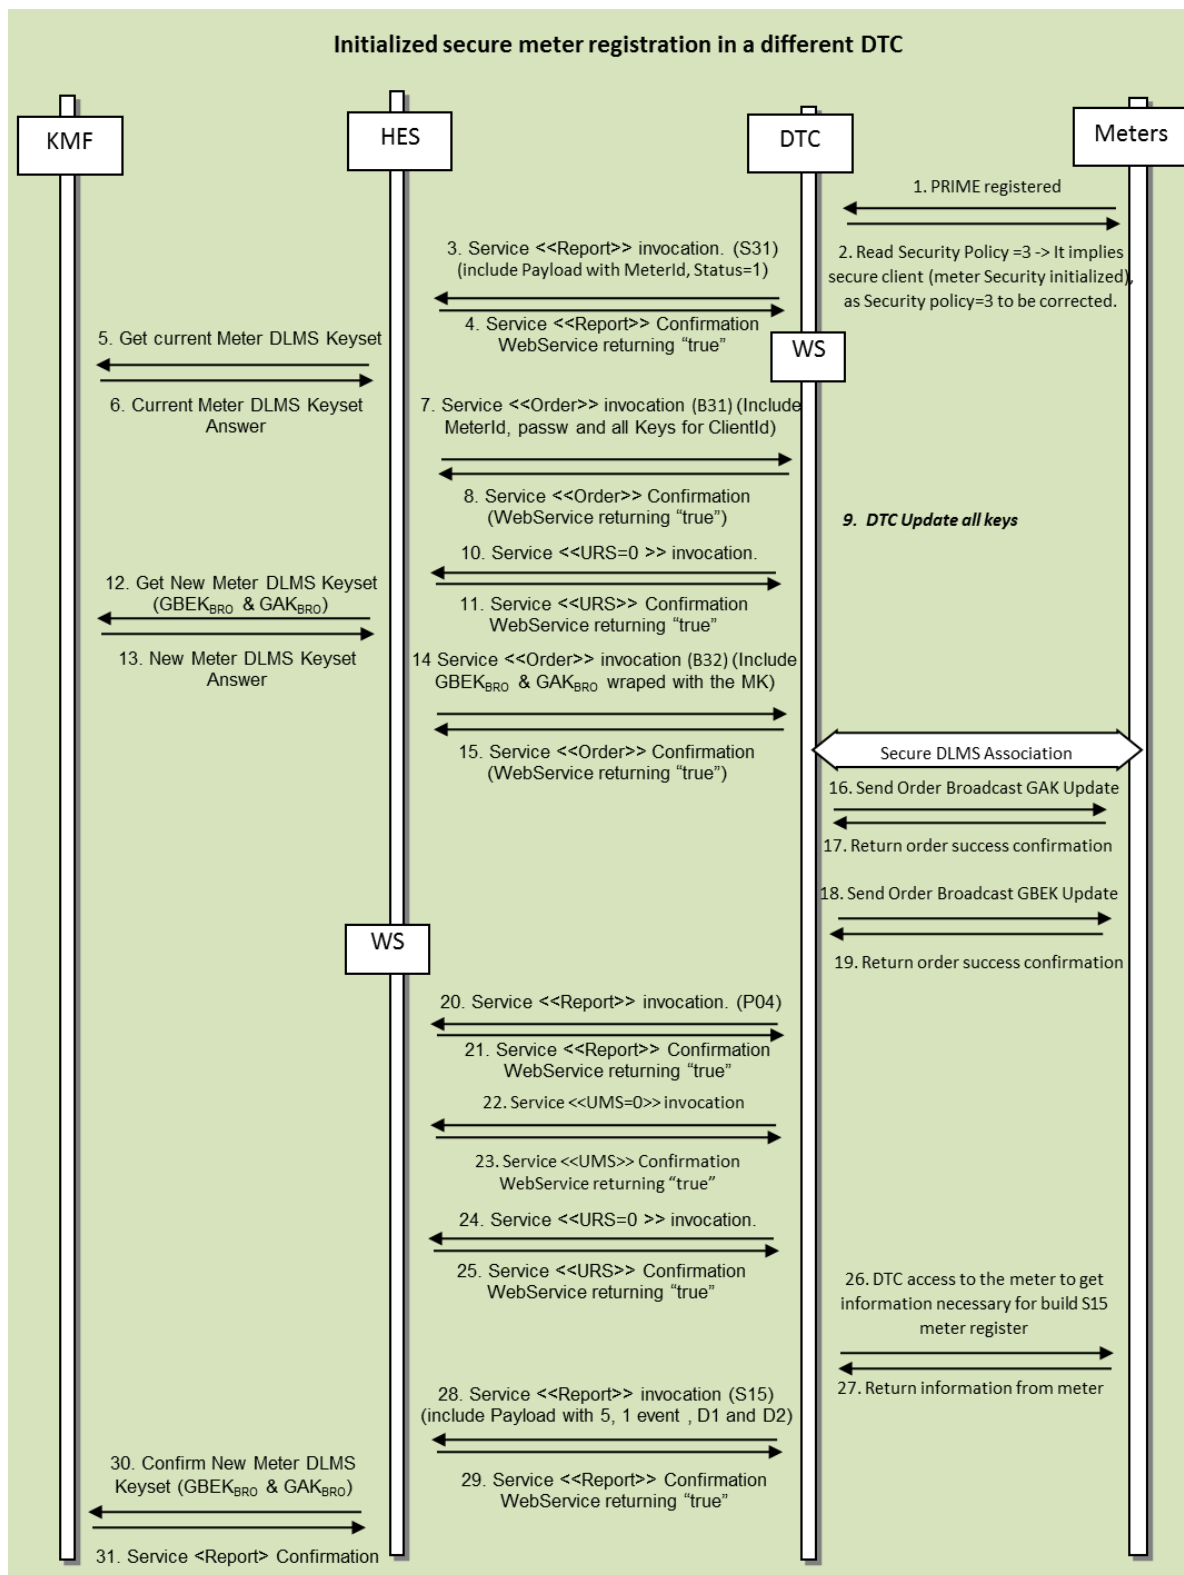 Initialized secure meter registration in a different DTC
KMF
HES
DTC
Meters
1. PRIME registered
2. Read Security Policy =3 -> It implies
secure client (meter Security initialized),
as Security policy=3 to be corrected.
3. Service <<Report>> invocation. (S31)
(include Payload with MeterId, Status=1)
4. Service <<Report>> Confirmation
WebService returning “true”
WS
5. Get current Meter DLMS Keyset
6. Current Meter DLMS Keyset
Answer
7. Service <<Order>> invocation (B31) (Include
MeterId, passw and all Keys for ClientId)
8. Service <<Order>> Confirmation
(WebService returning “true”)
9. DTC Update all keys
10. Service <<URS=0 >> invocation.
11. Service <<URS>> Confirmation
WebService returning “true”
12. Get New Meter DLMS Keyset
(GBEKBRO & GAKBRO)
13. New Meter DLMS Keyset
Answer
14 Service <<Order>> invocation (B32) (Include
GBEKBRO & GAKBRO wraped with the MK)
15. Service <<Order>> Confirmation
(WebService returning “true”)
Secure DLMS Association
16. Send Order Broadcast GAK Update
17. Return order success confirmation
18. Send Order Broadcast GBEK Update
19. Return order success confirmation
WS
20. Service <<Report>> invocation. (P04)
21. Service <<Report>> Confirmation
WebService returning “true”
22. Service <<UMS=0>> invocation
23. Service <<UMS>> Confirmation
WebService returning “true”
24. Service <<URS=0 >> invocation.
25. Service <<URS>> Confirmation
WebService returning “true”
26. DTC access to the meter to get
information necessary for build S15
meter register
27. Return information from meter
28. Service <<Report>> invocation (S15)
(include Payload with 5, 1 event , D1 and D2)
29. Service <<Report>> Confirmation
WebService returning “true”
30. Confirm New Meter DLMS
Keyset (GBEKBRO & GAKBRO)
31. Service <Report> Confirmation